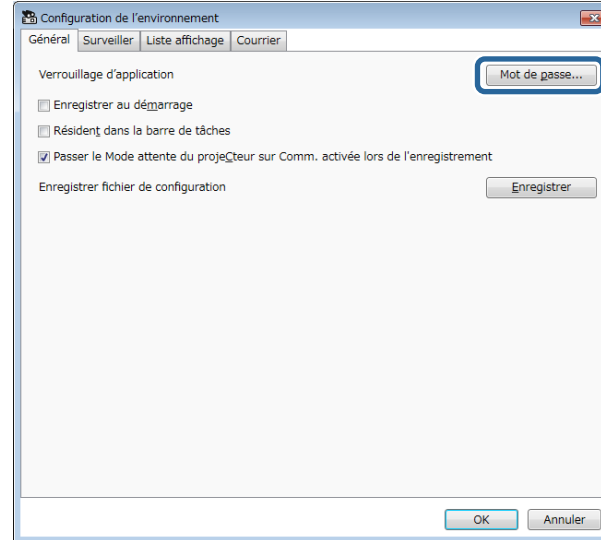 Configuration de l'environnement
Général Surveiller Liste affichage Courrier
Verrouillage d'application Mot de passe...
Enregistrer au démarrage
Résident dans la barre de tâches
Passer le Mode attente du projeCteur sur Comm. activée lors de l'enregistrement
Enregistrer fichier de configuration Enregistrer
OK Annuler